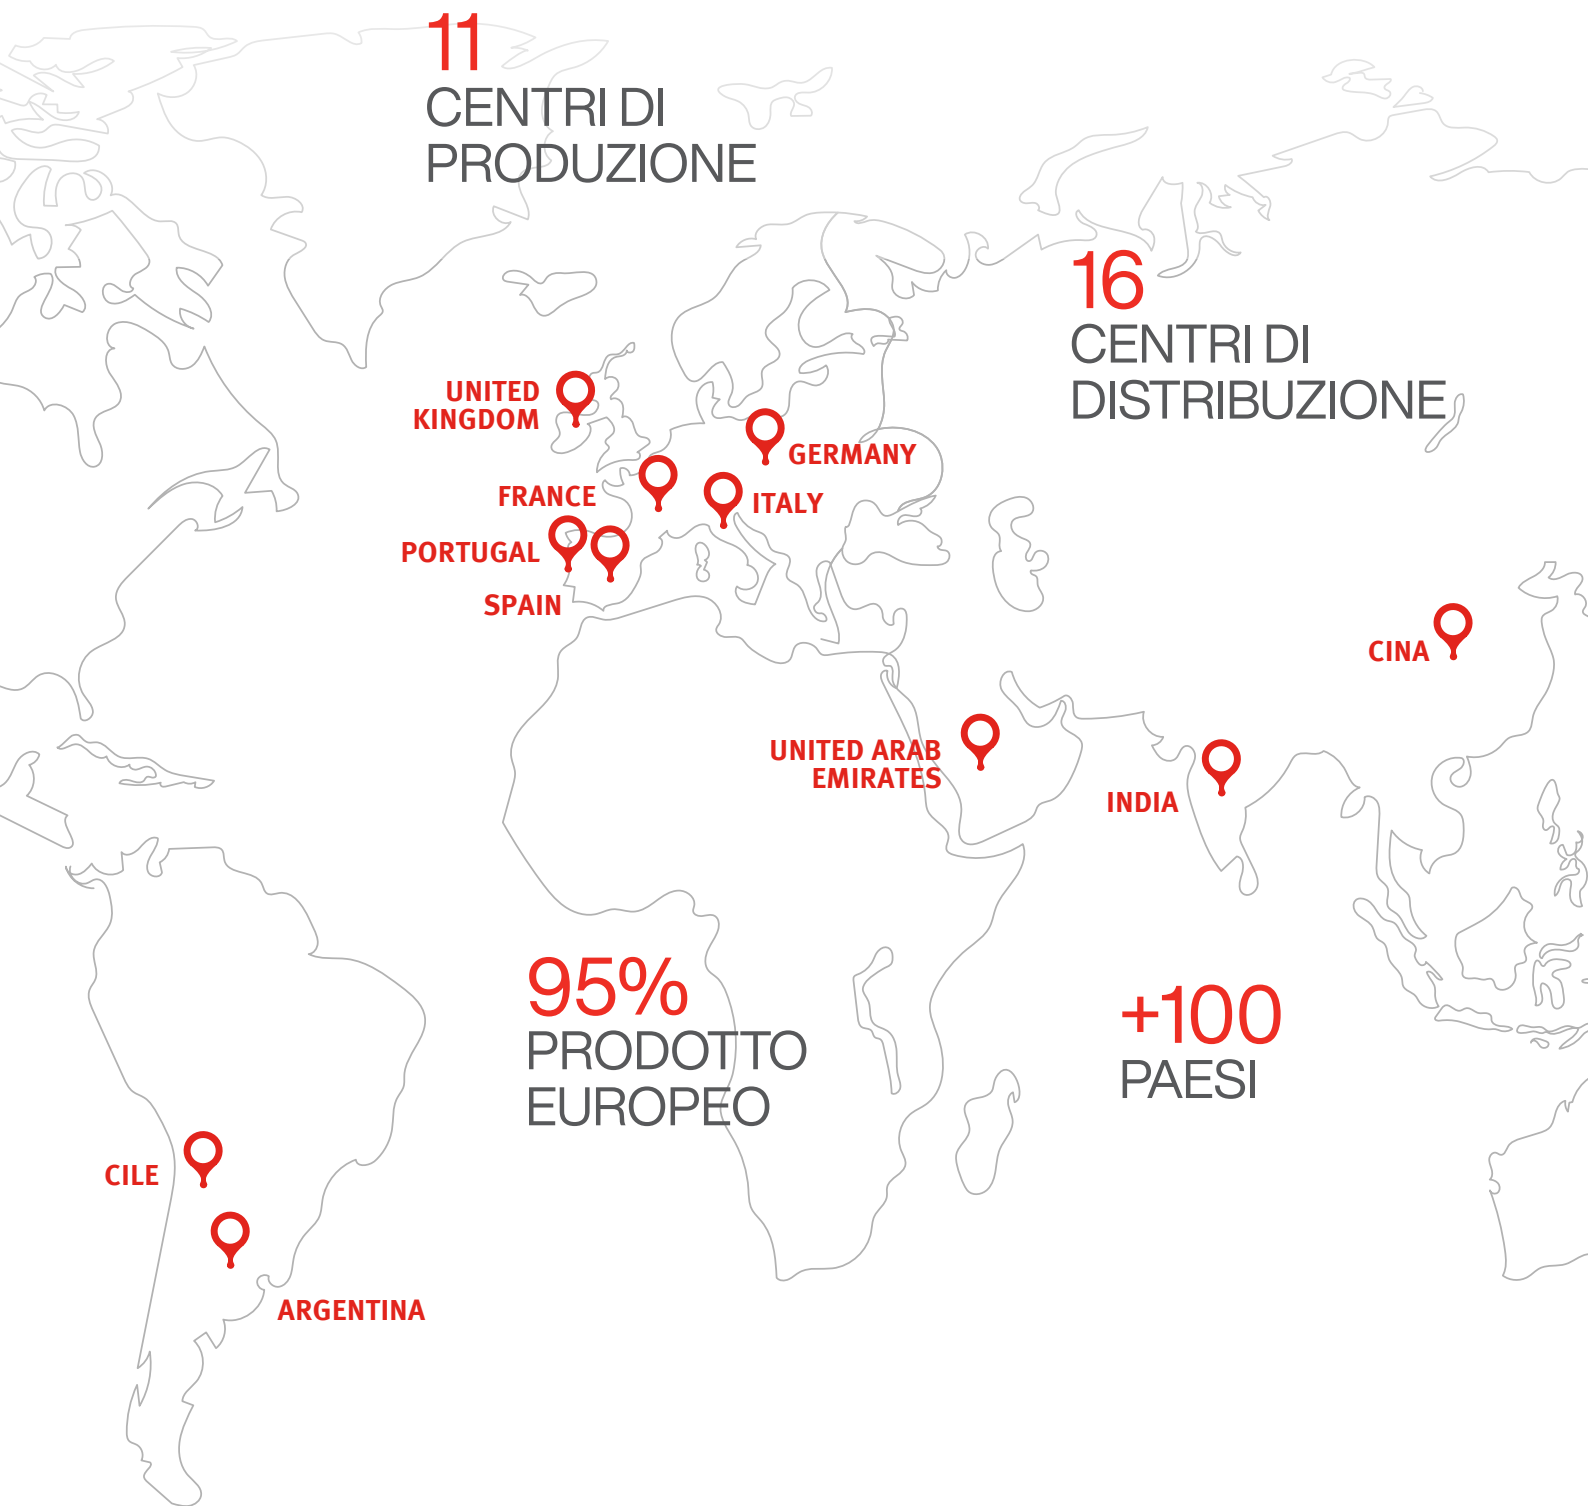 11
CENTRI DI
PRODUZIONE
16
CENTRI DI
DISTRIBUZIONE
UNITED
KINGDOM
GERMANY
FRANCE
ITALY
PORTUGAL
SPAIN
CINA
UNITED ARAB
EMIRATES
INDIA
95%
PRODOTTO
EUROPEO
+100
PAESI
CILE
ARGENTINA